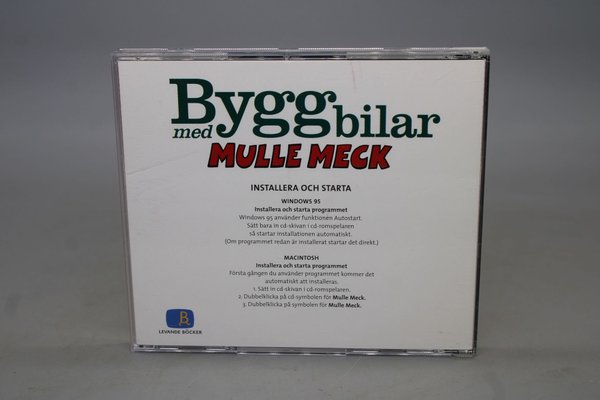 Bygg bilar
med
MULLE MECK
INSTALLERA OCH STARTA
WINDOWS 95
Installera och starta programmet
Windows 95 använder funktionen Autostart.
Sätt bara in cd-skivan i cd-romspelaren
så startar installationen automatiskt.
(Om programmet redan är installerat startar det direkt.)
MACINTOSH
Installera och starta programmet
Första gången du använder programmet kommer det
automatiskt att installeras.
1. Sätt in cd-skivan i cd-romspelaren.
2. Dubbelklicka på cd-symbolen för Mulle Meck.
3. Dubbelklicka på symbolen för Mulle Meck.
LEVANDE BÖCKER